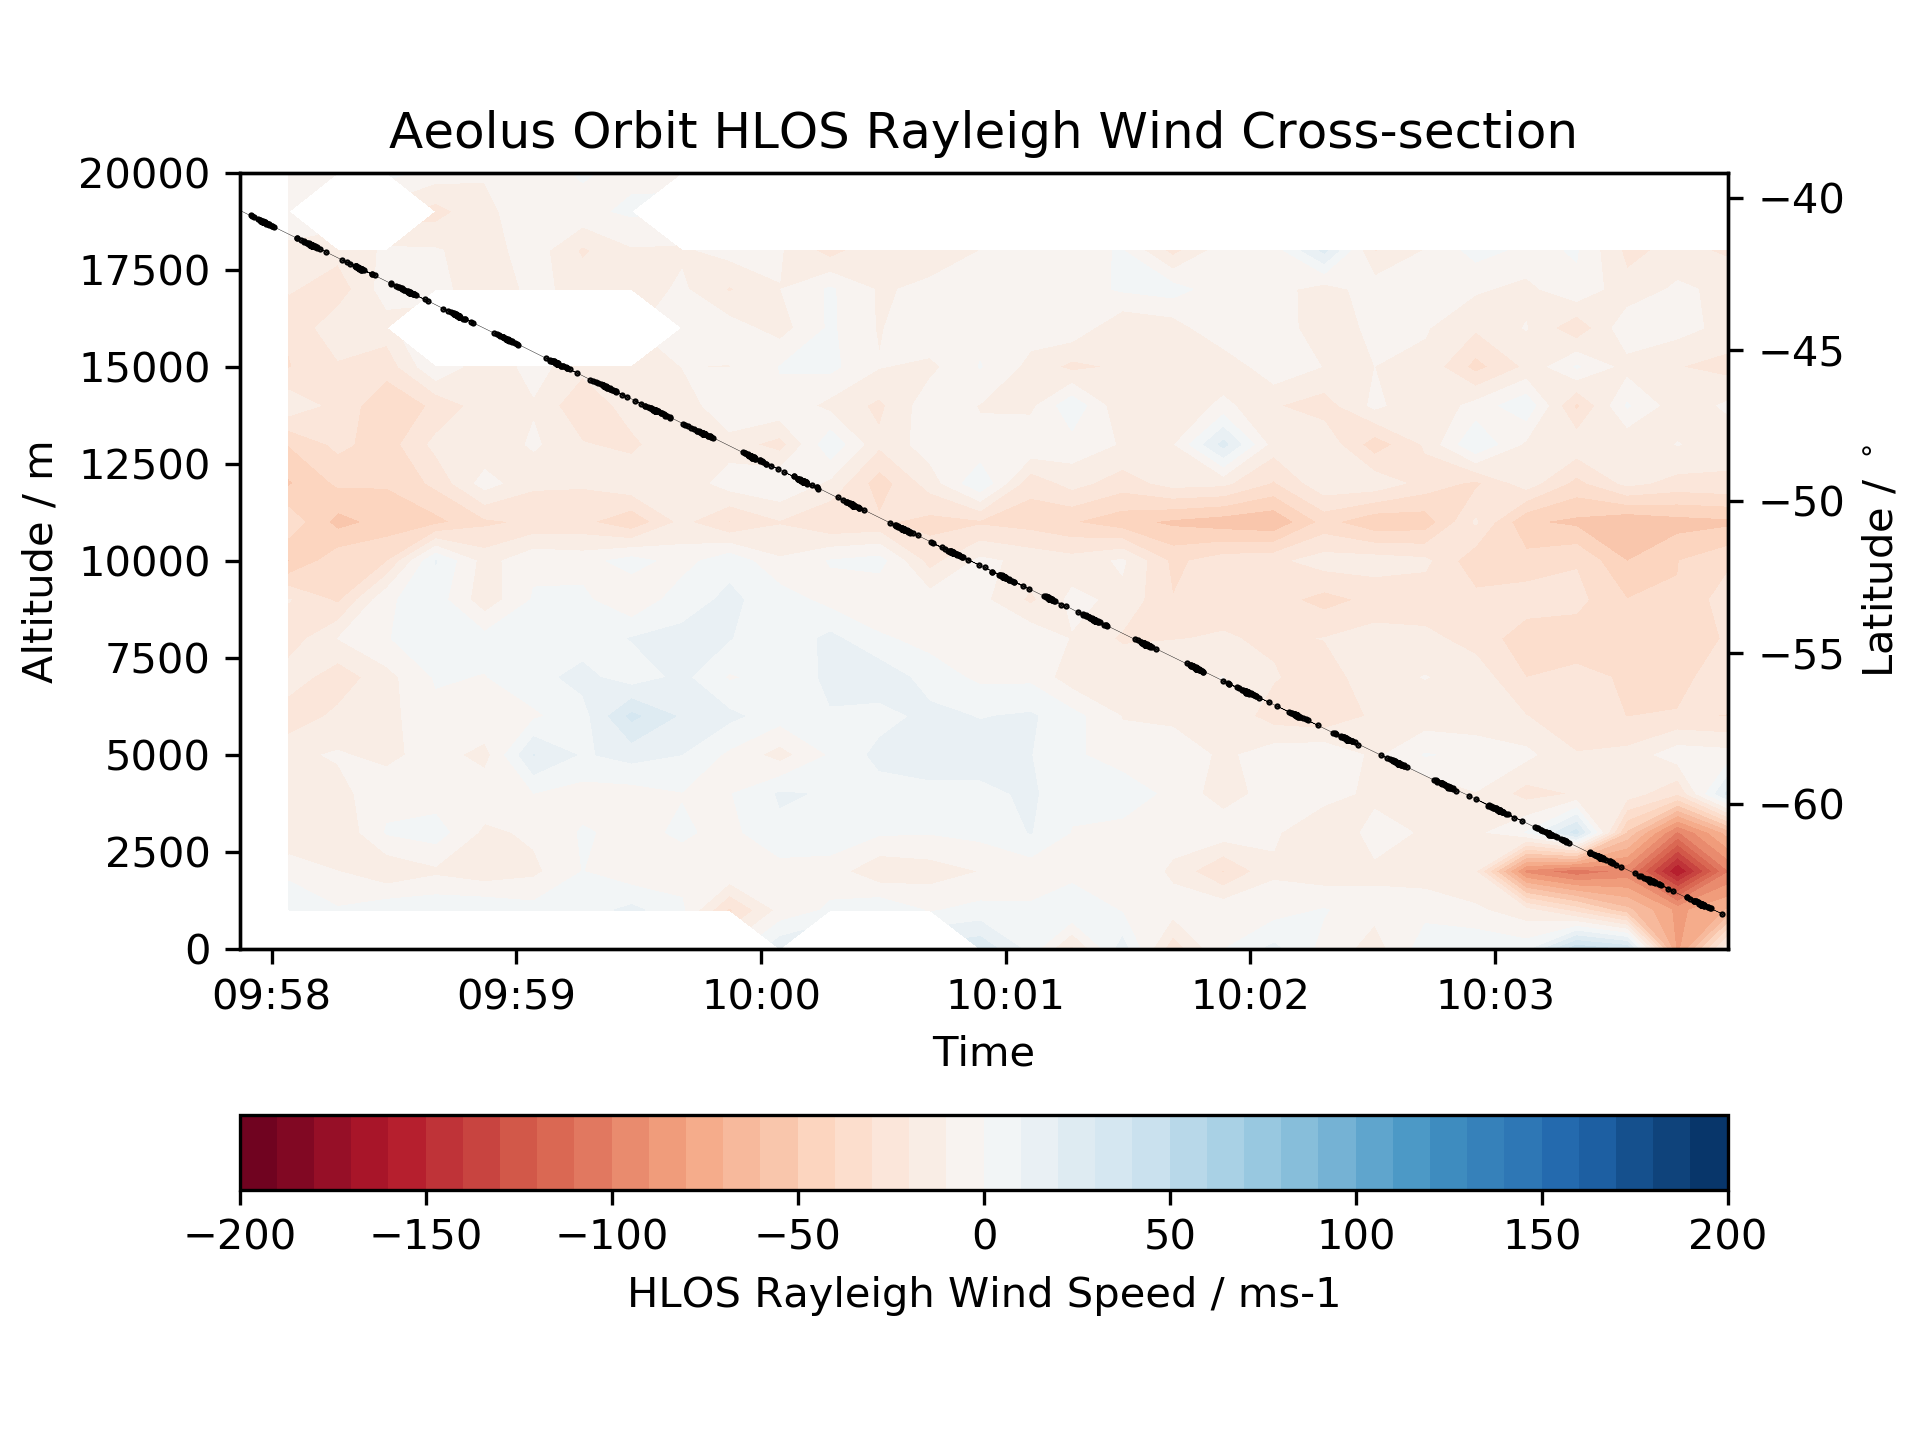 Aeolus Orbit HLOS Rayleigh Wind Cross-section
20000
17500
15000
12500
10000
7500
5000
2500
0
Altitude / m
−40
−45
−50
−55
−60
Latitude / °
09:58 09:59 10:00 10:01 10:02 10:03
Time
−200 −150 −100 −50 0 50 100 150 200
HLOS Rayleigh Wind Speed / ms-1